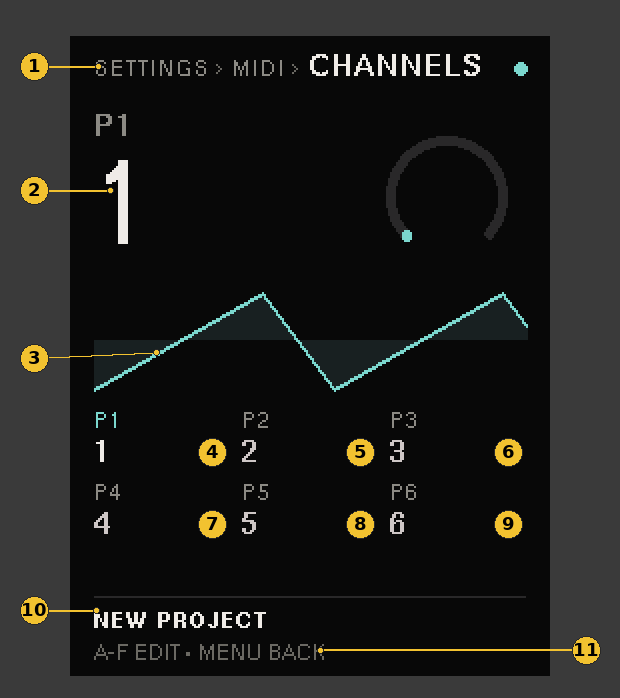 1 SETTINGS › MIDI › CHANNELS
P1
2 1
3
P1 P2 P3
1 4 2 5 3 6
P4 P5 P6
4 7 5 8 6 9
10 NEW PROJECT
A-F EDIT · MENU BACK 11